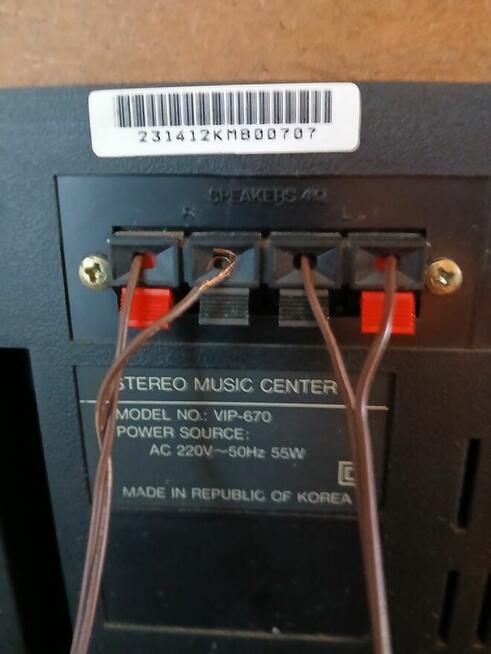 231412KMB00707
SPEAKERS 4Ω
R L
STEREO MUSIC CENTER
MODEL NO.: VIP-670
POWER SOURCE:
AC 220V~50Hz 55W
MADE IN REPUBLIC OF KOREA